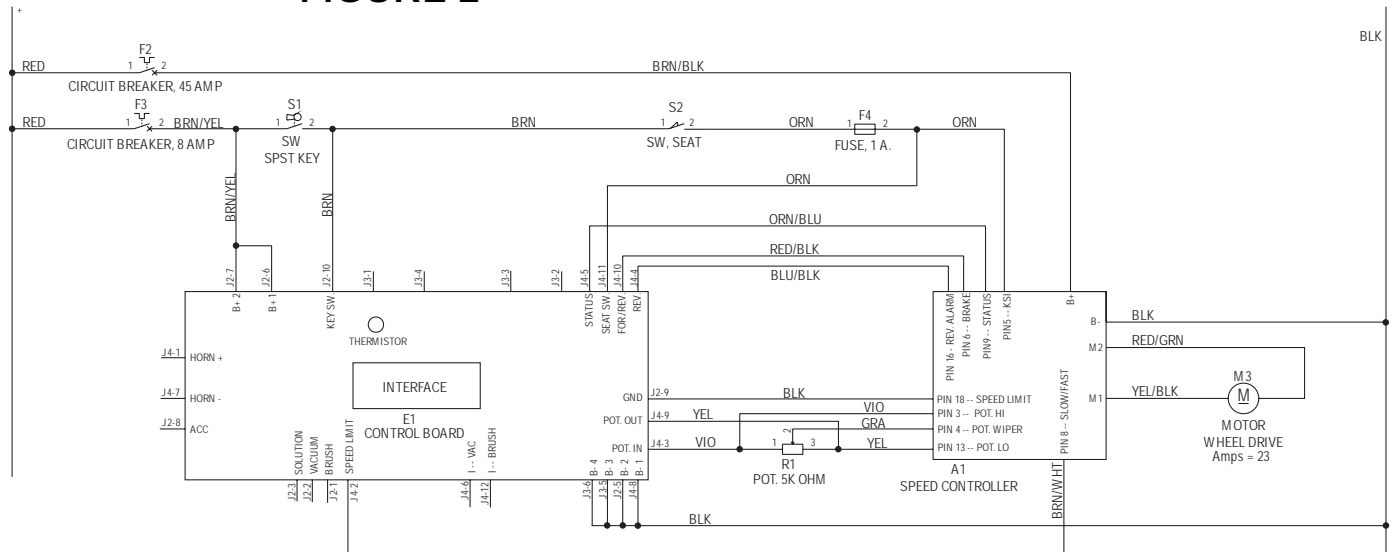 FIGURE 2
+
BLK
RED
F2
1 2
BRN/BLK
CIRCUIT BREAKER, 45 AMP
RED
F3
1 2
BRN/YEL
S1
1 2
BRN
S2
1 2
ORN
F4
1 2
ORN
CIRCUIT BREAKER, 8 AMP
SW
SPST KEY
SW, SEAT
FUSE, 1 A.
BRN/YEL
BRN
ORN
ORN/BLU
RED/BLK
BLU/BLK
J2-7
J2-6
J2-10
J3-1
J3-4
J3-3
J3-2
J4-5
J4-11
J4-10
J4-4
B+ 2
B+ 1
KEY SW.
STATUS
SEAT SW.
FOR/REV.
REV.
PIN 16 - REV. ALARM
PIN 6 -- BRAKE
PIN9 -- STATUS
PIN5 -- KSI
B+
B-
BLK
THERMISTOR
M2
RED/GRN
J4-1
HORN +
INTERFACE
J4-7
HORN -
J2-8
ACC
E1
CONTROL BOARD
GND
J2-9
BLK
PIN 18 -- SPEED LIMIT
VIO
PIN 3 -- POT. HI
POT. OUT
J4-9
YEL
GRA
PIN 4 -- POT. WIPER
POT. IN
J4-3
VIO
1
2
3
YEL
PIN 13 -- POT. LO
R1
POT. 5K OHM
PIN 8 -- SLOW/FAST
M1
YEL/BLK
M3
M
MOTOR
WHEEL DRIVE
Amps = 23
A1
SPEED CONTROLLER
SOLUTION
VACUUM
BRUSH
SPEED LIMIT
I -- VAC
I -- BRUSH
B- 4
B- 3
B- 2
B- 1
J2-3
J2-2
J2-1
J4-2
J4-6
J4-12
J3-6
J3-5
J2-5
J4-8
BLK
BRN/WHT